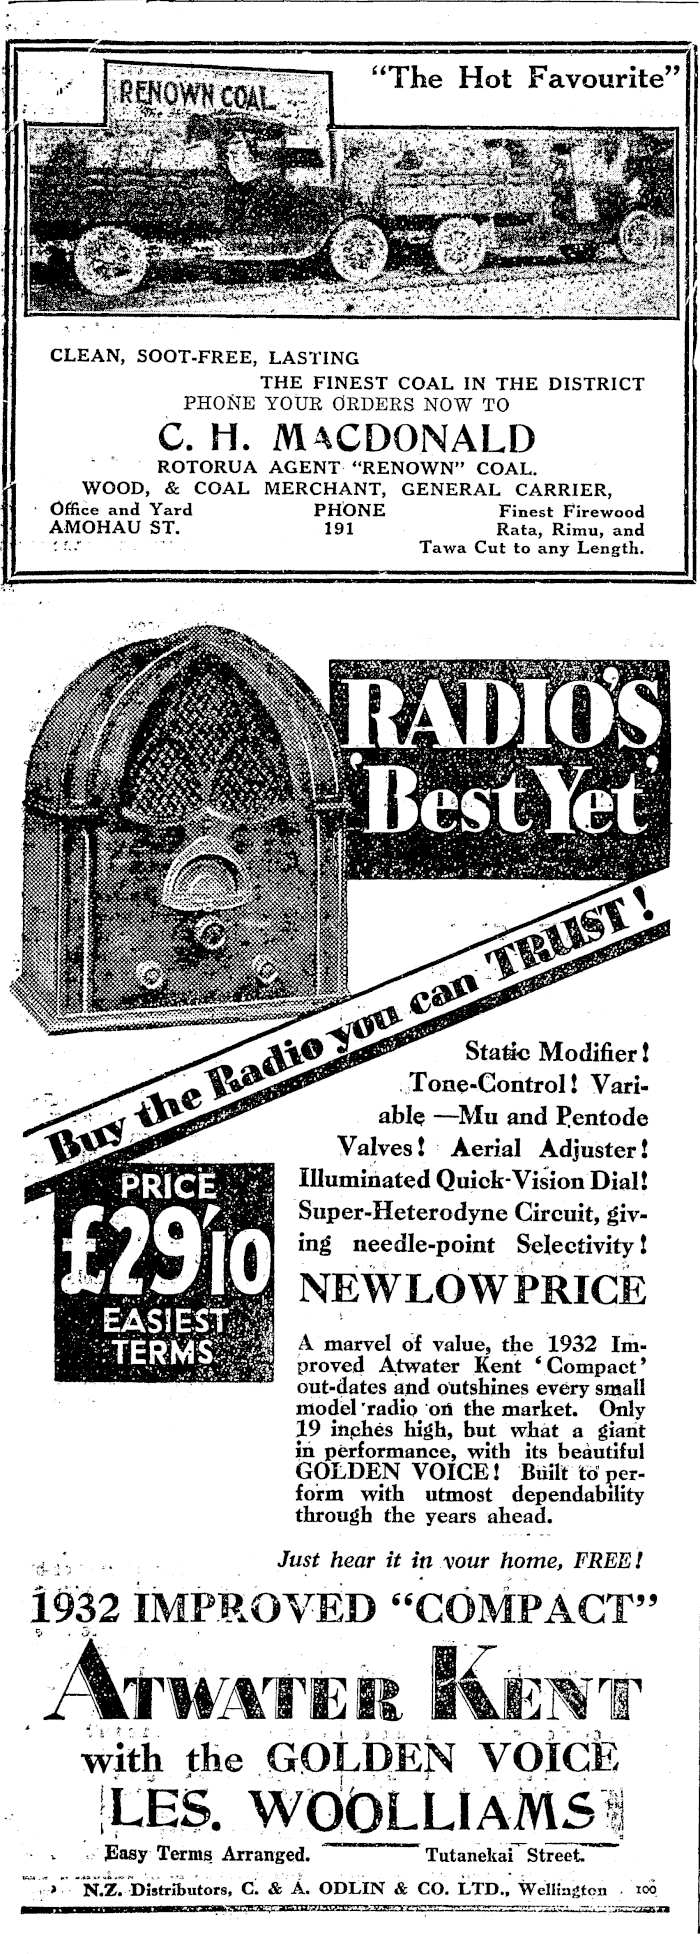 "The Hot Favourite"
RENOWN COAL
CLEAN, SOOT-FREE, LASTING
THE FINEST COAL IN THE DISTRICT
PHONE YOUR ORDERS NOW TO
C. H. MACDONALD
ROTORUA AGENT "RENOWN" COAL.
WOOD, & COAL MERCHANT, GENERAL CARRIER,
Office and Yard PHONE Finest Firewood
AMOHAU ST. 191 Rata, Rimu, and
Tawa Cut to any Length.
RADIO'S
'Best Yet'
Buy the Radio you can TRUST!
Static Modifier!
Tone-Control! Vari-
able —Mu and Pentode
Valves! Aerial Adjuster!
Illuminated Quick-Vision Dial!
Super-Heterodyne Circuit, giv-
ing needle-point Selectivity!
NEW LOW PRICE
PRICE
£29'10
EASIEST
TERMS
A marvel of value, the 1932 Im-
proved Atwater Kent 'Compact'
out-dates and outshines every small
model radio on the market. Only
19 inches high, but what a giant
in performance, with its beautiful
GOLDEN VOICE! Built to per-
form with utmost dependability
through the years ahead.
Just hear it in your home, FREE!
1932 IMPROVED "COMPACT"
ATWATER KENT
with the GOLDEN VOICE
LES. WOOLLIAMS
Easy Terms Arranged. Tutanekai Street.
N.Z. Distributors, C. & A. ODLIN & CO. LTD., Wellington 100